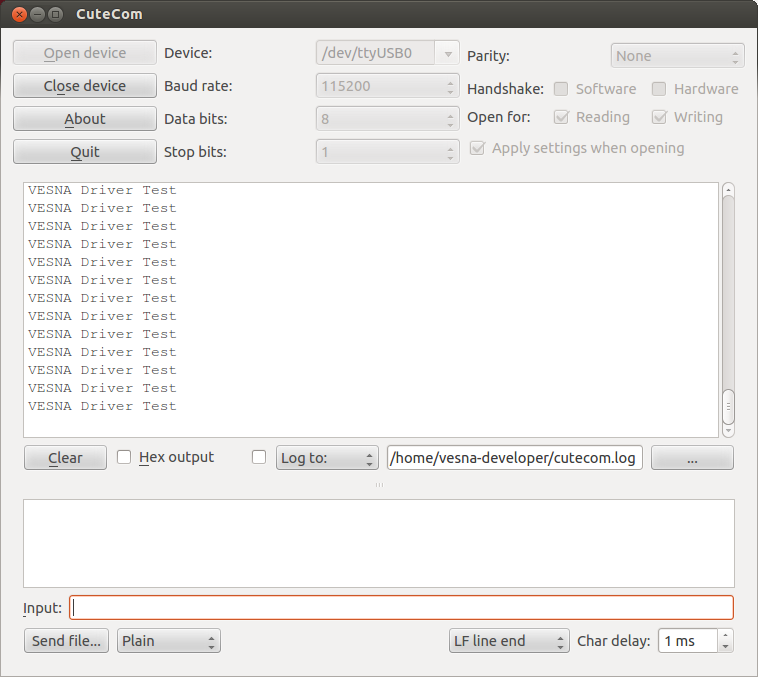 CuteCom
Open device Device: /dev/ttyUSB0 Parity: None
Close device Baud rate: 115200 Handshake: Software Hardware
About Data bits: 8 Open for: Reading Writing
Quit Stop bits: 1 Apply settings when opening
VESNA Driver Test
VESNA Driver Test
VESNA Driver Test
VESNA Driver Test
VESNA Driver Test
VESNA Driver Test
VESNA Driver Test
VESNA Driver Test
VESNA Driver Test
VESNA Driver Test
VESNA Driver Test
VESNA Driver Test
VESNA Driver Test
Clear Hex output Log to: /home/vesna-developer/cutecom.log ...
Input:
Send file... Plain LF line end Char delay: 1 ms